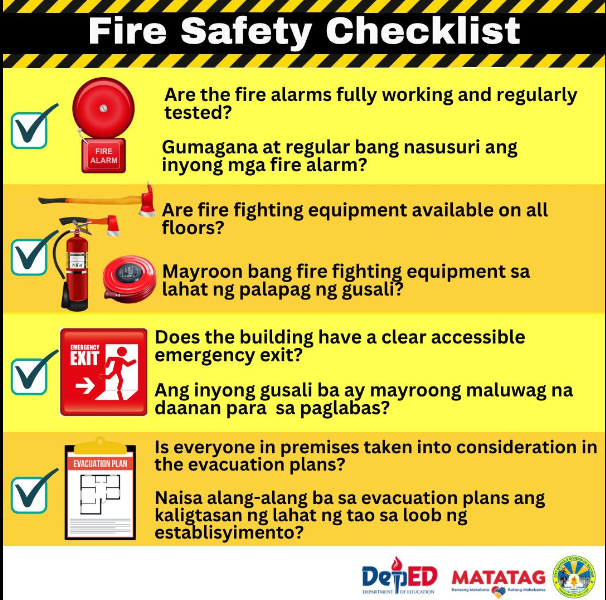 Fire Safety Checklist
FIRE
ALARM
Are the fire alarms fully working and regularly
tested?
Gumagana at regular bang nasusuri ang
inyong mga fire alarm?
Are fire fighting equipment available on all
floors?
Mayroon bang fire fighting equipment sa
lahat ng palapag ng gusali?
EMERGENCY
EXIT
Does the building have a clear accessible
emergency exit?
Ang inyong gusali ba ay mayroong maluwag na
daanan para sa paglabas?
EVACUATION PLAN
Is everyone in premises taken into consideration in
the evacuation plans?
Naisa alang-alang ba sa evacuation plans ang
kaligtasan ng lahat ng tao sa loob ng
establisyimento?
DepED
DEPARTMENT OF EDUCATION
MATATAG
Bansang Makabata Batang Makabansa